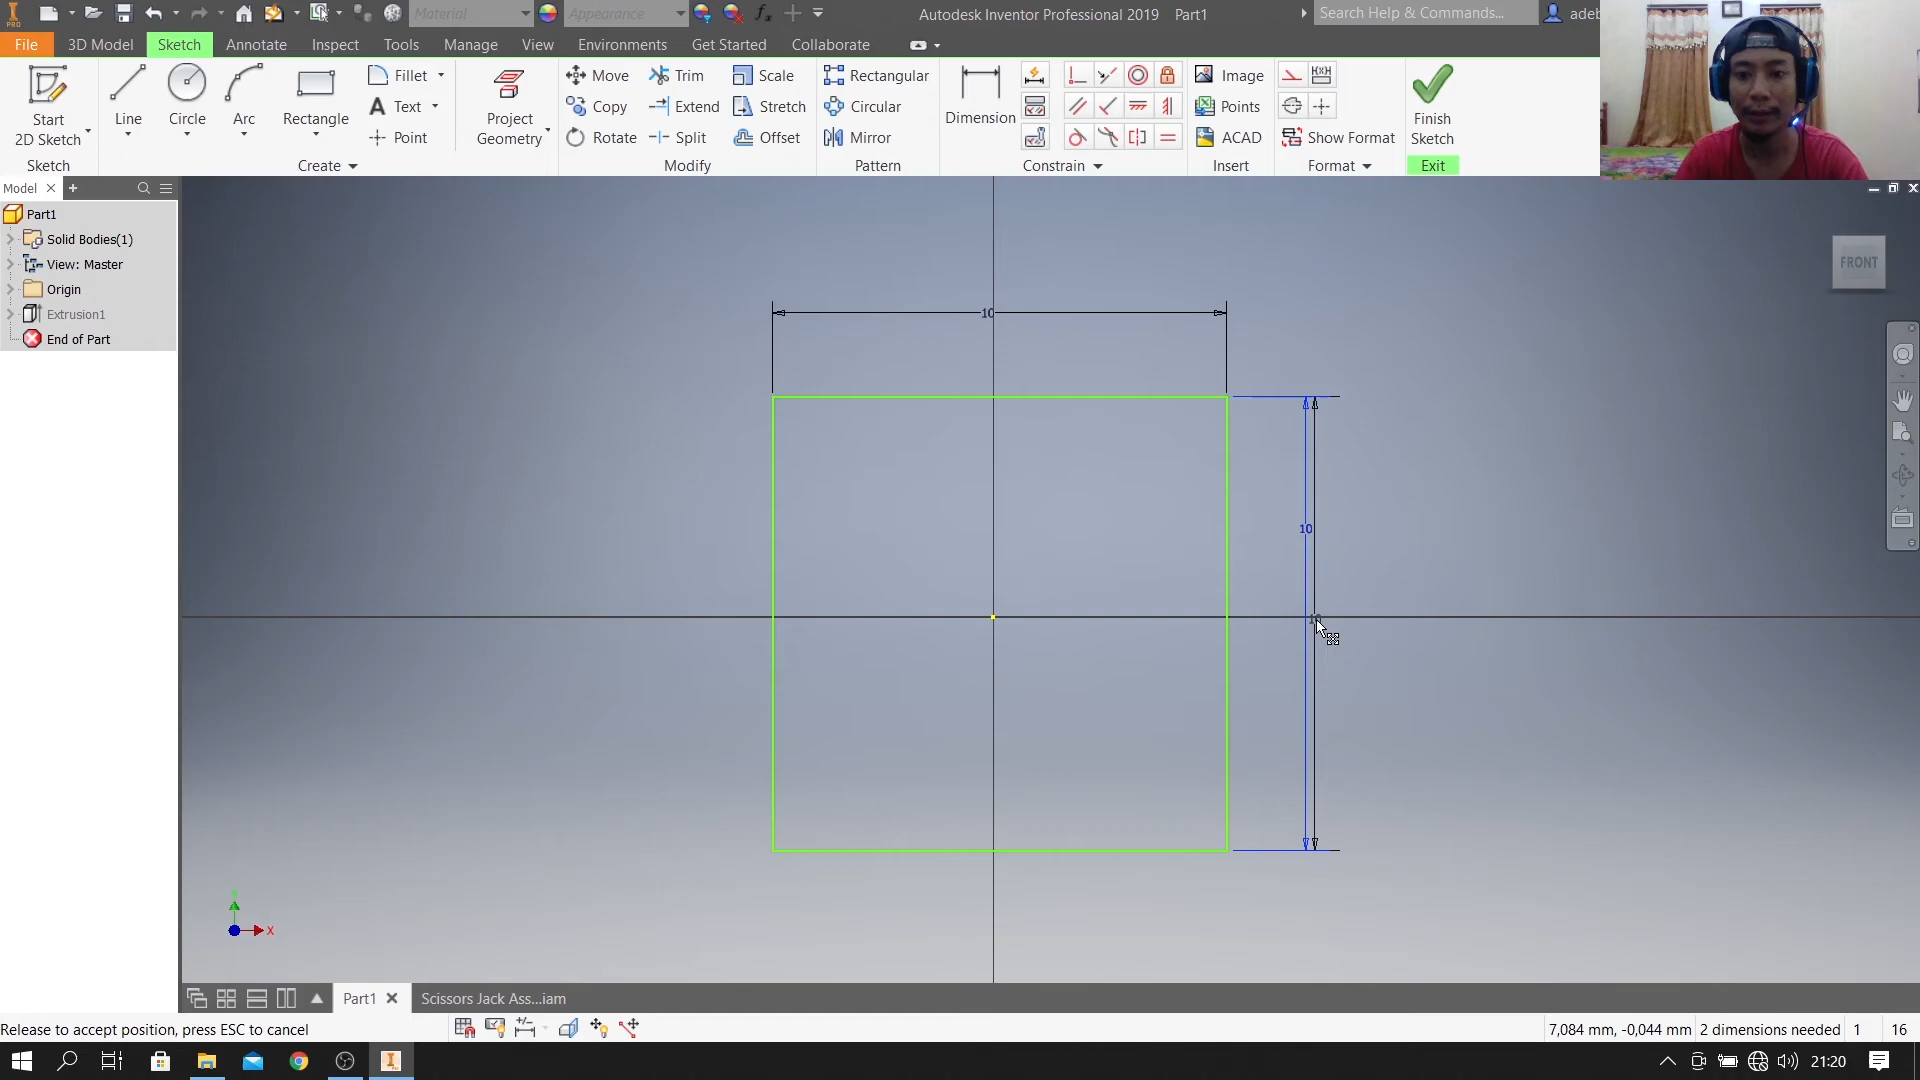 Material
Appearance
Autodesk Inventor Professional 2019 Part1
Search Help & Commands...
adeb
File
3D Model
Sketch
Annotate
Inspect
Tools
Manage
View
Environments
Get Started
Collaborate
Start
2D Sketch
Sketch
Line
Circle
Arc
Rectangle
Fillet
Text
Point
Create
Project
Geometry
Move
Copy
Rotate
Trim
Extend
Split
Scale
Stretch
Offset
Modify
Rectangular
Circular
Mirror
Pattern
Dimension
Constrain
Image
Points
ACAD
Insert
Show Format
Format
Finish
Sketch
Exit
Model
Part1
Solid Bodies(1)
View: Master
Origin
Extrusion1
End of Part
FRONT
10
10
X
Part1
Scissors Jack Ass...iam
Release to accept position, press ESC to cancel
7,084 mm, -0,044 mm
2 dimensions needed
1
16
21:20